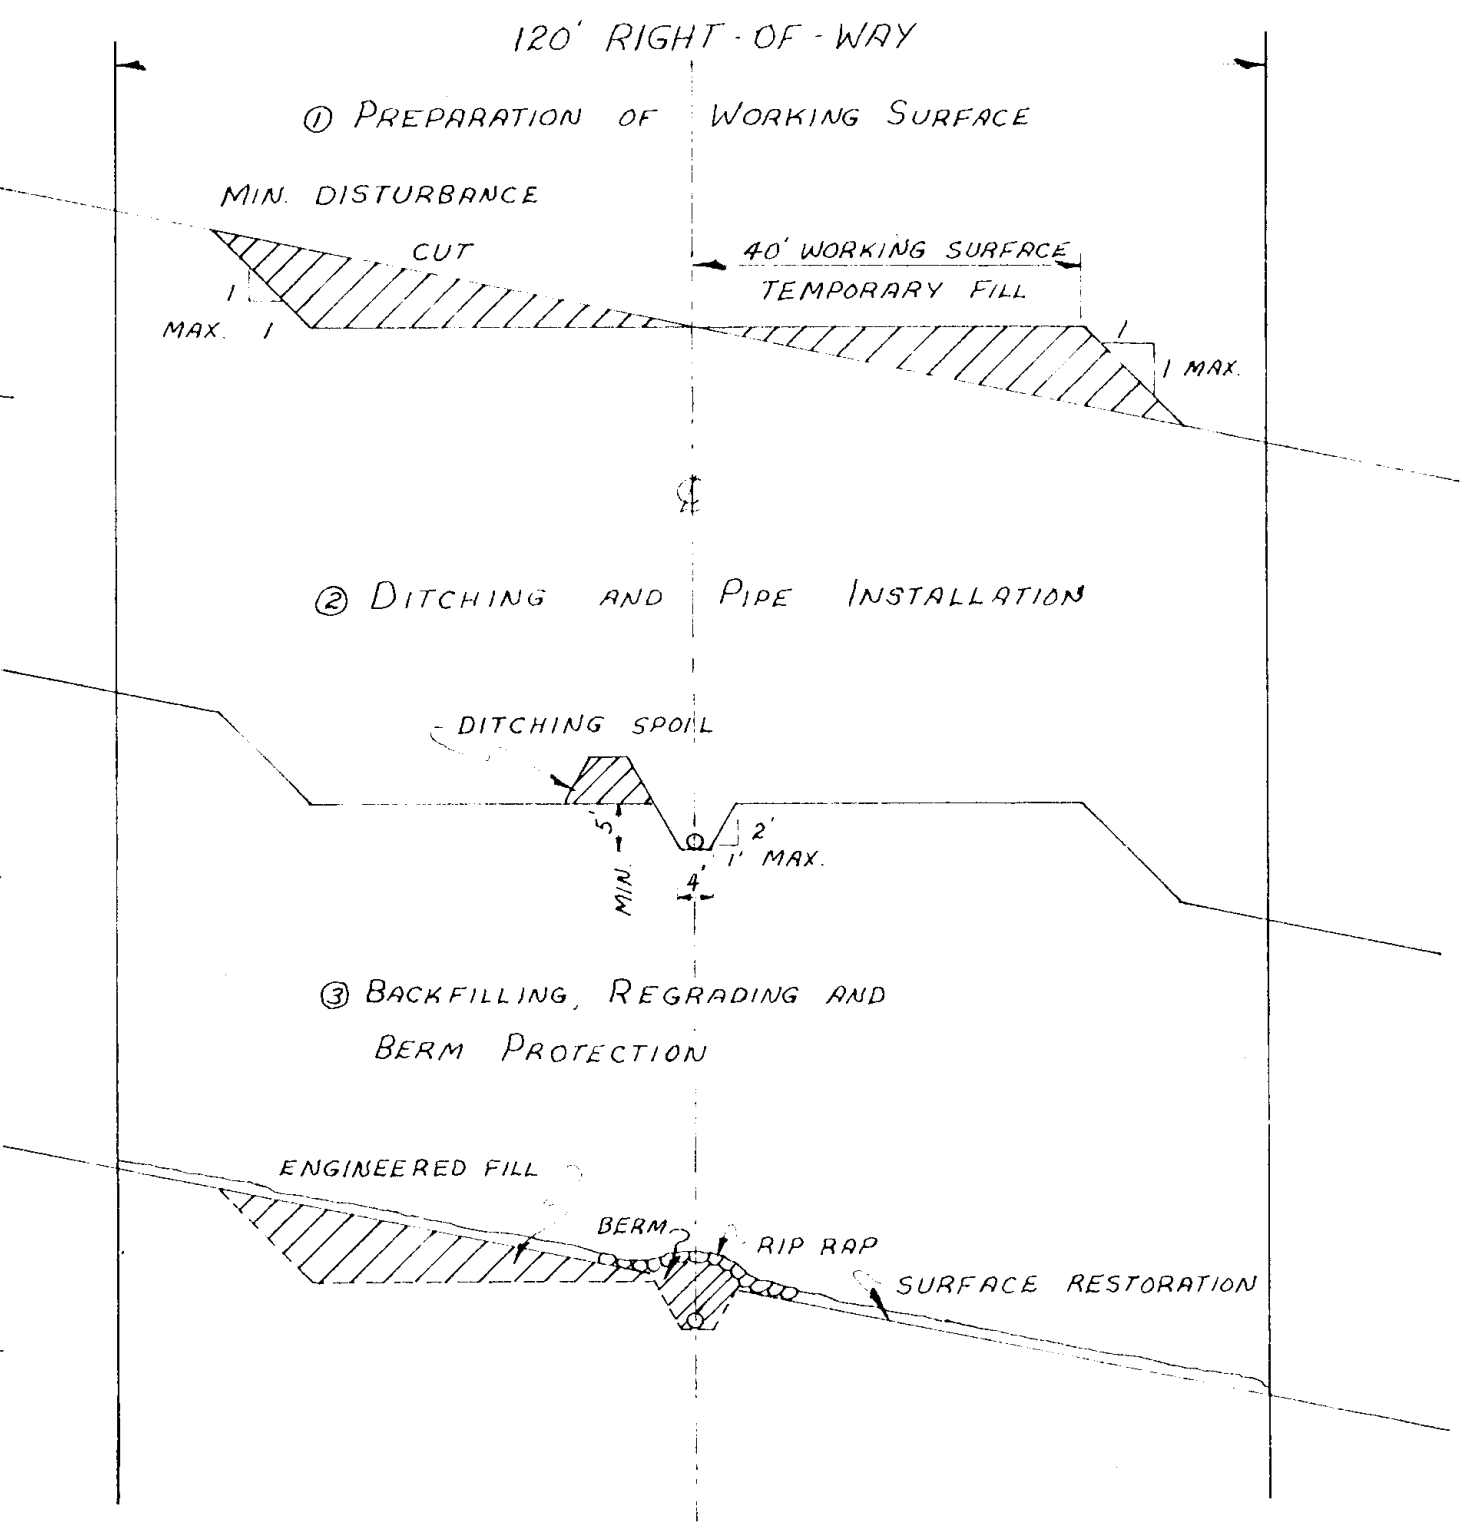 120' RIGHT-OF-WAY
① PREPARATION OF WORKING SURFACE
MIN. DISTURBANCE
CUT
40' WORKING SURFACE
TEMPORARY FILL
1
MAX. 1
1
1 MAX.
℄
② DITCHING AND PIPE INSTALLATION
DITCHING SPOIL
5'
MIN.
2'
1' MAX.
4'
③ BACKFILLING, REGRADING AND
BERM PROTECTION
ENGINEERED FILL
BERM
RIP RAP
SURFACE RESTORATION